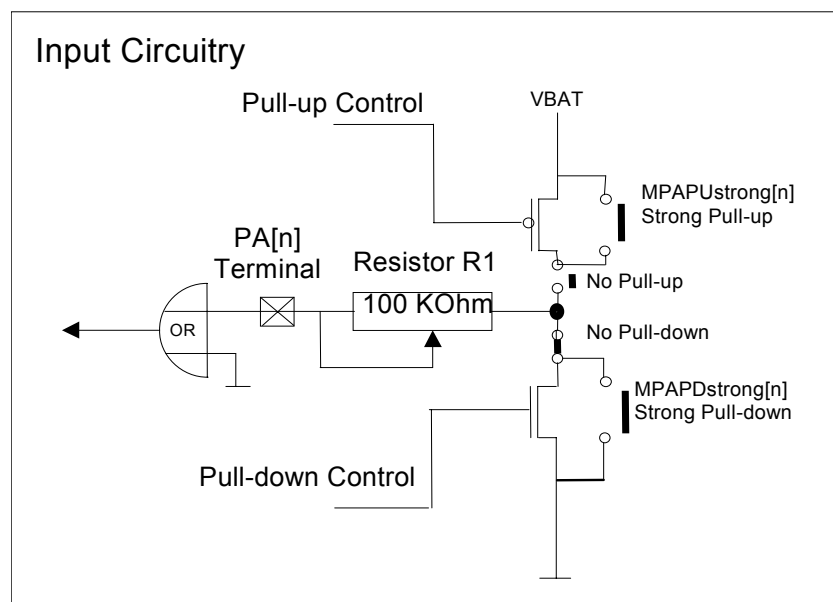 Input Circuitry
Pull-up Control
VBAT
MPAPUstrong[n]
Strong Pull-up
PA[n]
Terminal
Resistor R1
100 KOhm
No Pull-up
OR
No Pull-down
MPAPDstrong[n]
Strong Pull-down
Pull-down Control